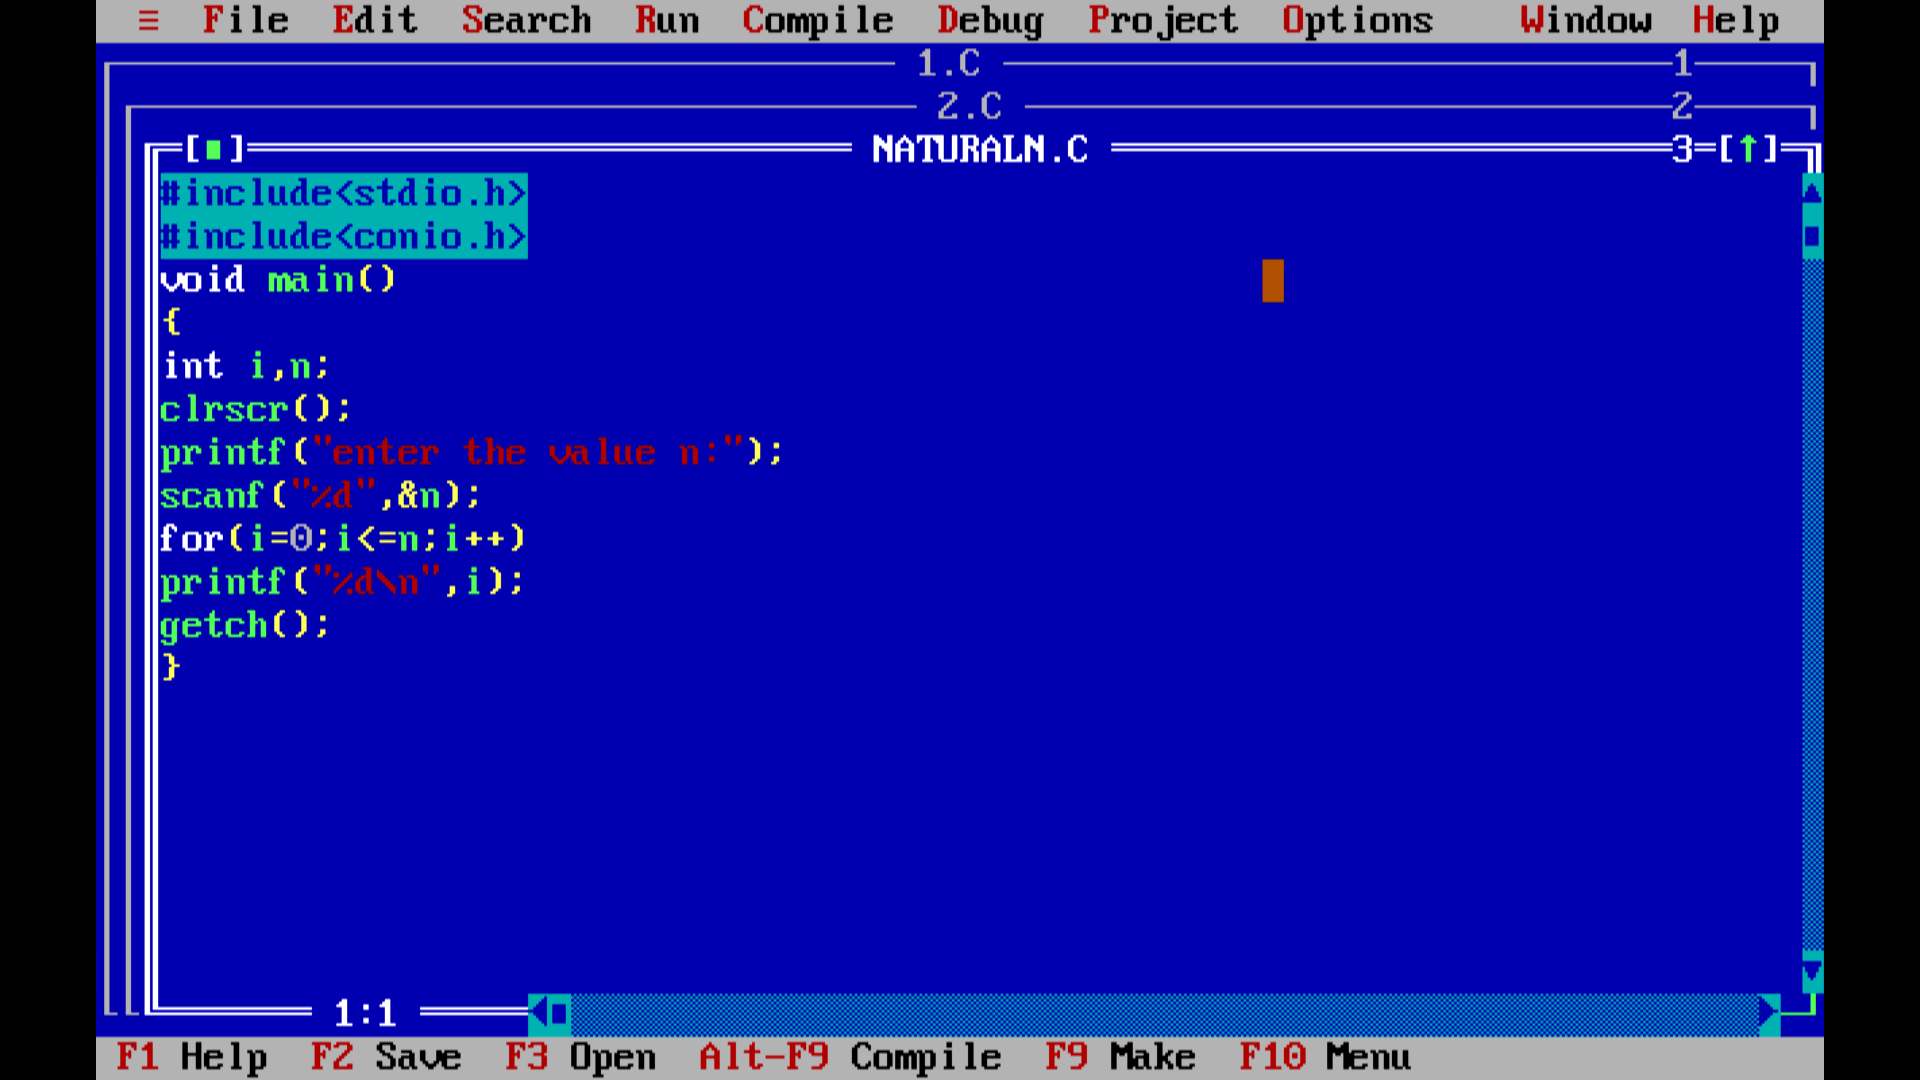 ≡ File Edit Search Run Compile Debug Project Options Window Help
1.C 1
2.C 2
[■] NATURALN.C 3=[↑]
#include<stdio.h>
#include<conio.h>
void main()
{
int i,n;
clrscr();
printf("enter the value n:");
scanf("%d",&n);
for(i=0;i<=n;i++)
printf("%d\n",i);
getch();
}
1:1
F1 Help F2 Save F3 Open Alt-F9 Compile F9 Make F10 Menu